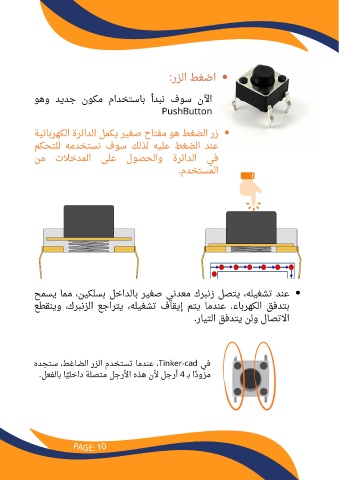 اضغط الزر:
الآن سوف نبدأ باستخدام مكون جديد وهو
PushButton
زر الضغط هو مفتاح صغير يكمل الدائرة الكهربائية
عند الضغط عليه لذلك سوف نستخدمه للتحكم
في الدائرة والحصول على المدخلات من
المستخدم.
عند تشغيله، يتصل زنبرك معدني صغير بالداخل بسلكين، مما يسمح
بتدفق الكهرباء. عندما يتم إيقاف تشغيله، يتراجع الزنبرك، وينقطع
الاتصال ولن يتدفق التيار.
في Tinker-cad، عندما تستخدم الزر الضاغط، ستجده
مزودًا بـ 4 أرجل لأن هذه الأرجل متصلة داخليًا بالفعل.
PAGE: 10